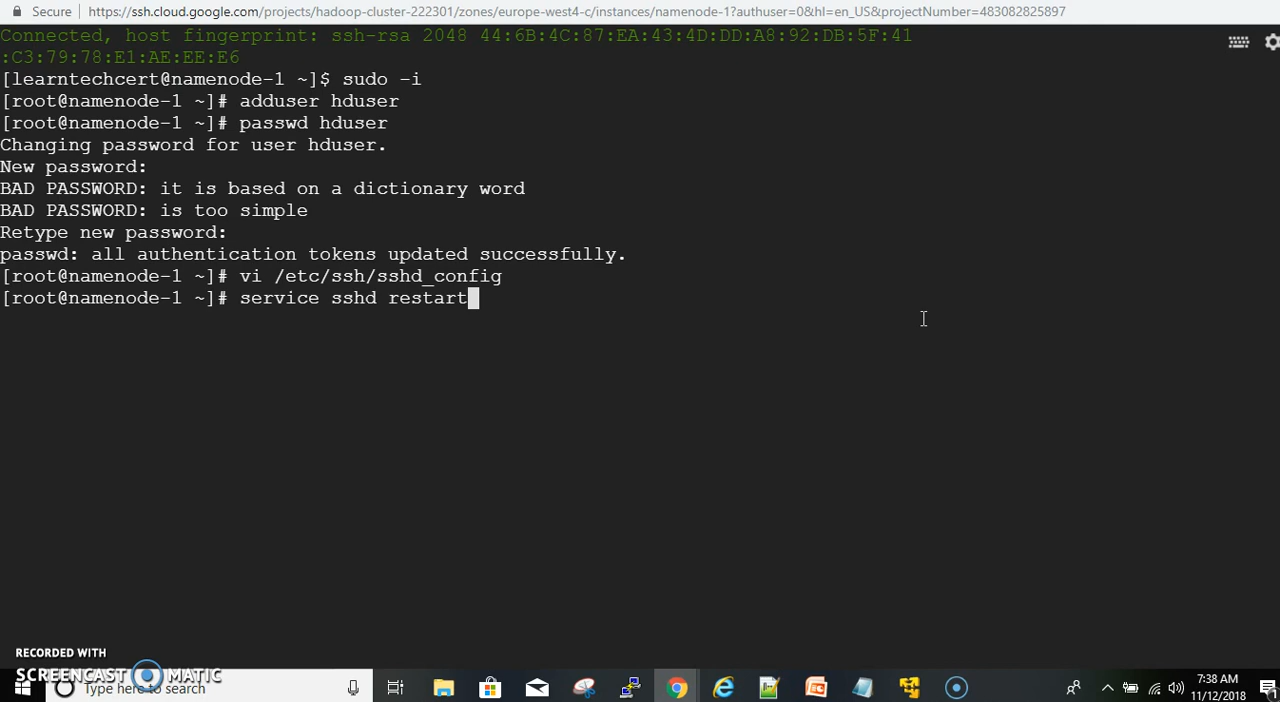 Secure https://ssh.cloud.google.com/projects/hadoop-cluster-222301/zones/europe-west4-c/instances/namenode-1?authuser=0&hl=en_US&projectNumber=483082825897
Connected, host fingerprint: ssh-rsa 2048 44:6B:4C:87:EA:43:4D:DD:A8:92:DB:5F:41
:C3:79:78:E1:AE:EE:E6
[learntechcert@namenode-1 ~]$ sudo -i
[root@namenode-1 ~]# adduser hduser
[root@namenode-1 ~]# passwd hduser
Changing password for user hduser.
New password:
BAD PASSWORD: it is based on a dictionary word
BAD PASSWORD: is too simple
Retype new password:
passwd: all authentication tokens updated successfully.
[root@namenode-1 ~]# vi /etc/ssh/sshd_config
[root@namenode-1 ~]# service sshd restart
RECORDED WITH
SCREENCAST MATIC
Type here to search
7:38 AM
11/12/2018
1